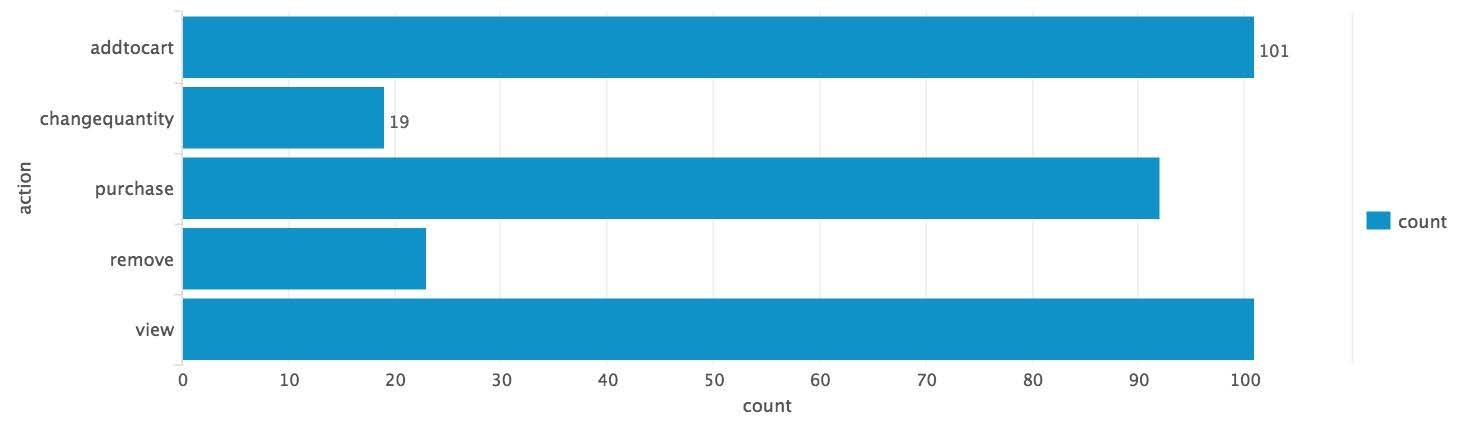 addtocart
101
changequantity
19
purchase
remove
view
action
0 10 20 30 40 50 60 70 80 90 100
count
count